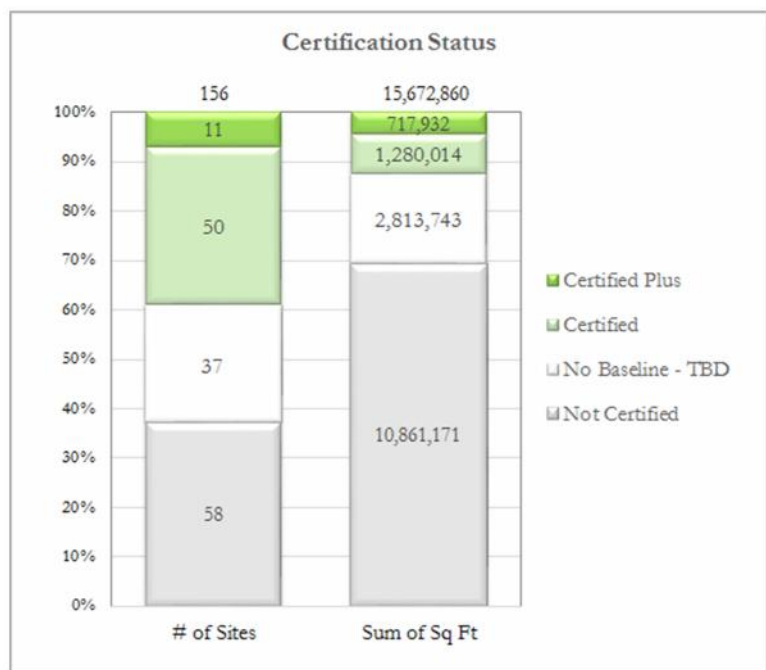 Certification Status
156 15,672,860
100%
90%
80%
70%
60%
50%
40%
30%
20%
10%
0%
11 717,932
50 1,280,014
37 2,813,743
58 10,861,171
# of Sites Sum of Sq Ft
Certified Plus
Certified
No Baseline - TBD
Not Certified